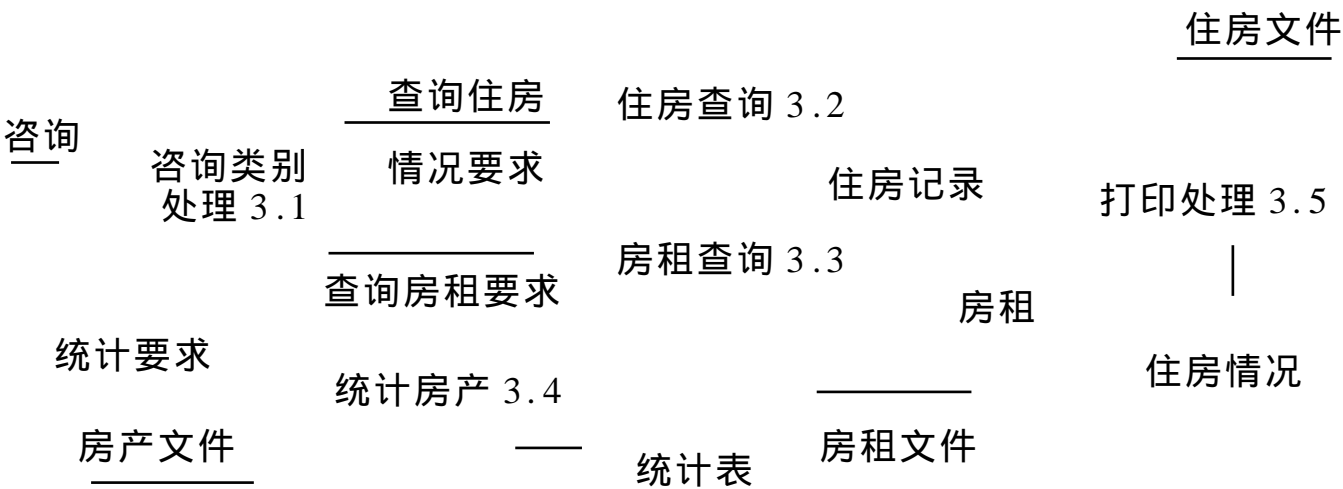 住房文件
查询住房
住房查询 3.2
咨询
咨询类别
处理 3.1
情况要求
住房记录
打印处理 3.5
房租查询 3.3
查询房租要求
房租
统计要求
统计房产 3.4
住房情况
房产文件
统计表
房租文件